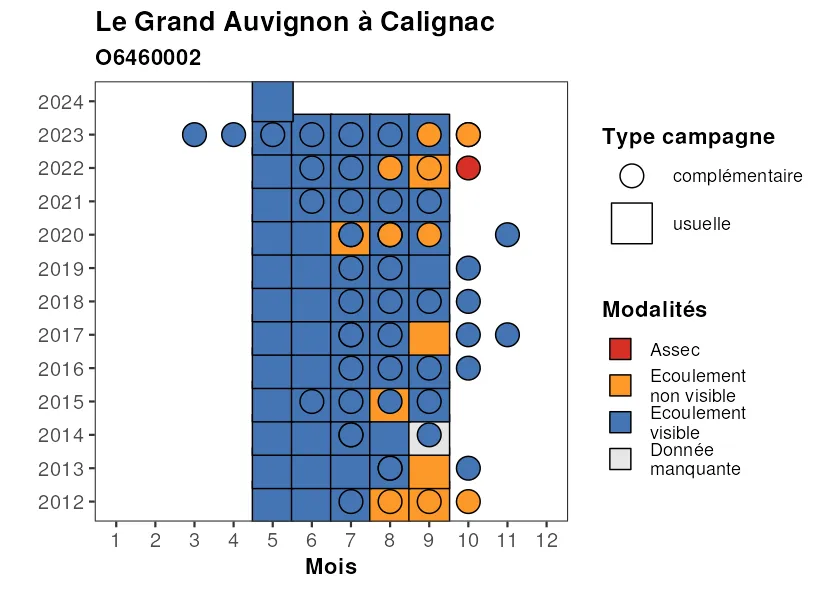 Le Grand Auvignon à Calignac
O6460002
2024
2023
2022
2021
2020
2019
2018
2017
2016
2015
2014
2013
2012
1 2 3 4 5 6 7 8 9 10 11 12
Mois
Type campagne
complémentaire
usuelle
Modalités
Assec
Ecoulement
non visible
Ecoulement
visible
Donnée
manquante